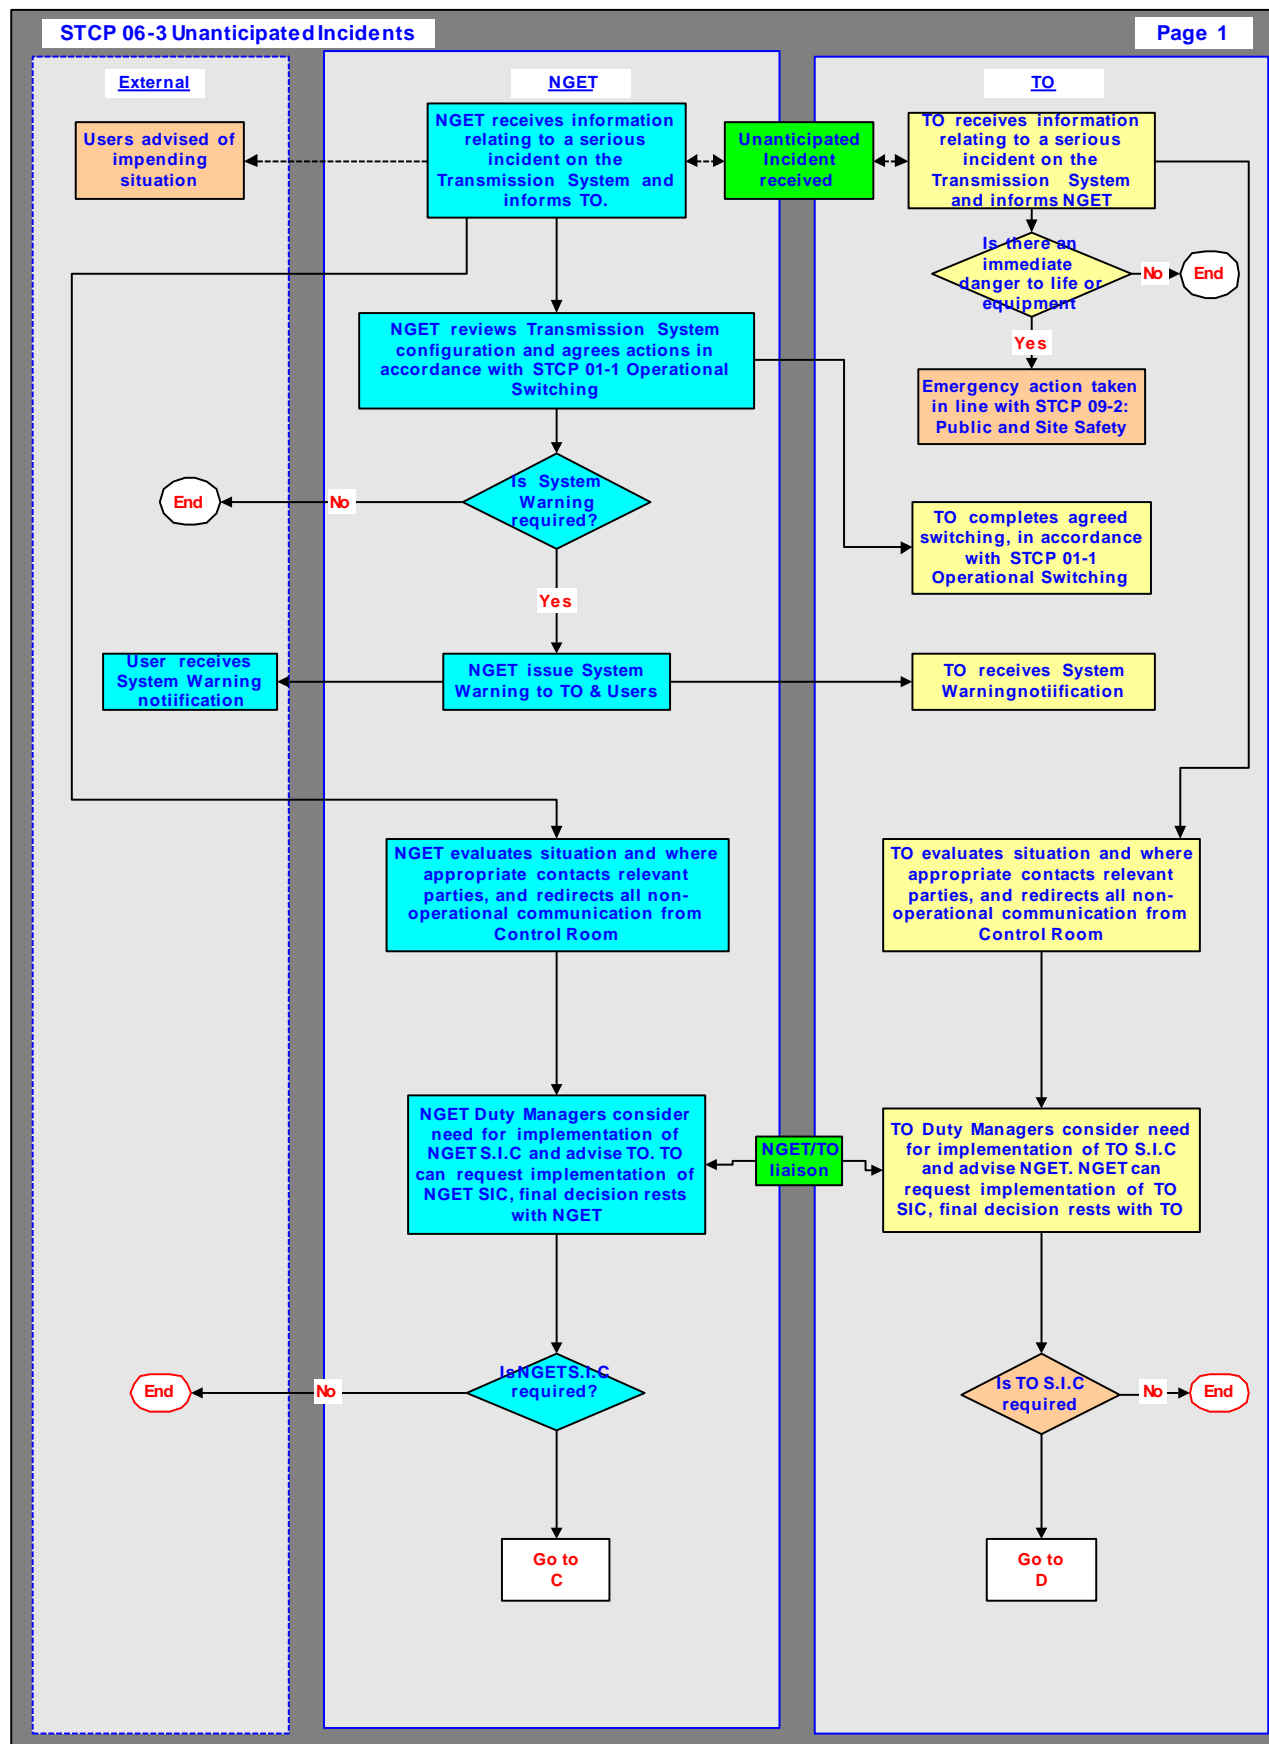 STCP 06-3 Unanticipated Incidents
Page 1
External
NGET
TO
Users advised of
impending
situation
NGET receives information
relating to a serious
incident on the
Transmission System and
informs TO.
Unanticipated
Incident
received
TO receives information
relating to a serious
incident on the
Transmission System
and informs NGET
Is there an
immediate
danger to life or
equipment
No
End
Yes
NGET reviews Transmission System
configuration and agrees actions in
accordance with STCP 01-1 Operational
Switching
Emergency action taken
in line with STCP 09-2:
Public and Site Safety
Is System
Warning
required?
No
End
TO completes agreed
switching, in accordance
with STCP 01-1
Operational Switching
Yes
User receives
System Warning
notiification
NGET issue System
Warning to TO & Users
TO receives System
Warningnotiification
NGET evaluates situation and where
appropriate contacts relevant
parties, and redirects all non-
operational communication from
Control Room
TO evaluates situation and where
appropriate contacts relevant
parties, and redirects all non-
operational communication from
Control Room
NGET Duty Managers consider
need for implementation of
NGET S.I.C and advise TO. TO
can request implementation of
NGET SIC, final decision rests
with NGET
NGET/TO
liaison
TO Duty Managers consider need
for implementation of TO S.I.C
and advise NGET. NGET can
request implementation of TO
SIC, final decision rests with TO
IsNGETS.I.C
required?
No
End
Is TO S.I.C
required
No
End
Go to
C
Go to
D